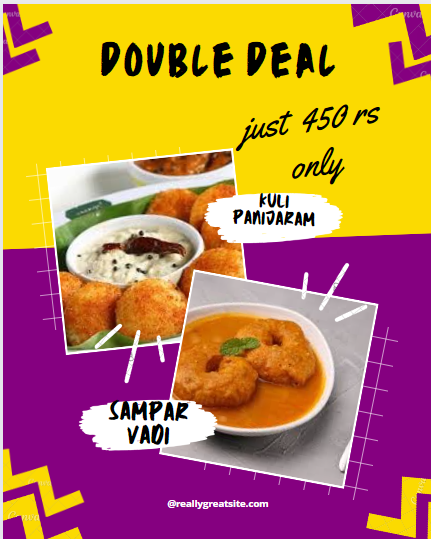 DOUBLE DEAL
just 450 rs
only
KULI
PANIJARAM
SAMPAR
VADI
@reallygreatsite.com